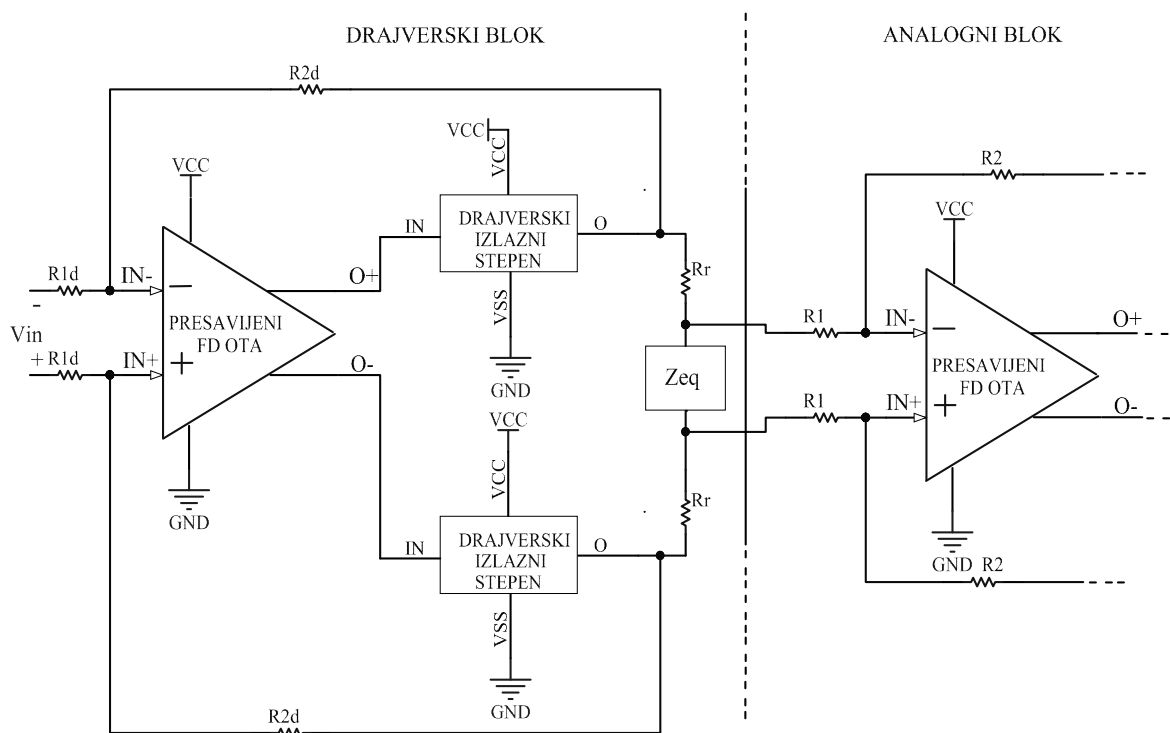 DRAJVERSKI BLOK
ANALOGNI BLOK
R2d
VCC
VCC
VCC
R1d
IN-
O+
IN
DRAJVERSKI
IZLAZNI
STEPEN
O
VSS
GND
-
Vin
+
R1d
IN+
PRESAVIJENI
FD OTA
O-
GND
Rr
Zeq
Rr
VCC
VCC
IN
DRAJVERSKI
IZLAZNI
STEPEN
O
VSS
GND
R2d
R2
VCC
R1
IN-
O+
PRESAVIJENI
FD OTA
R1
IN+
O-
GND
R2